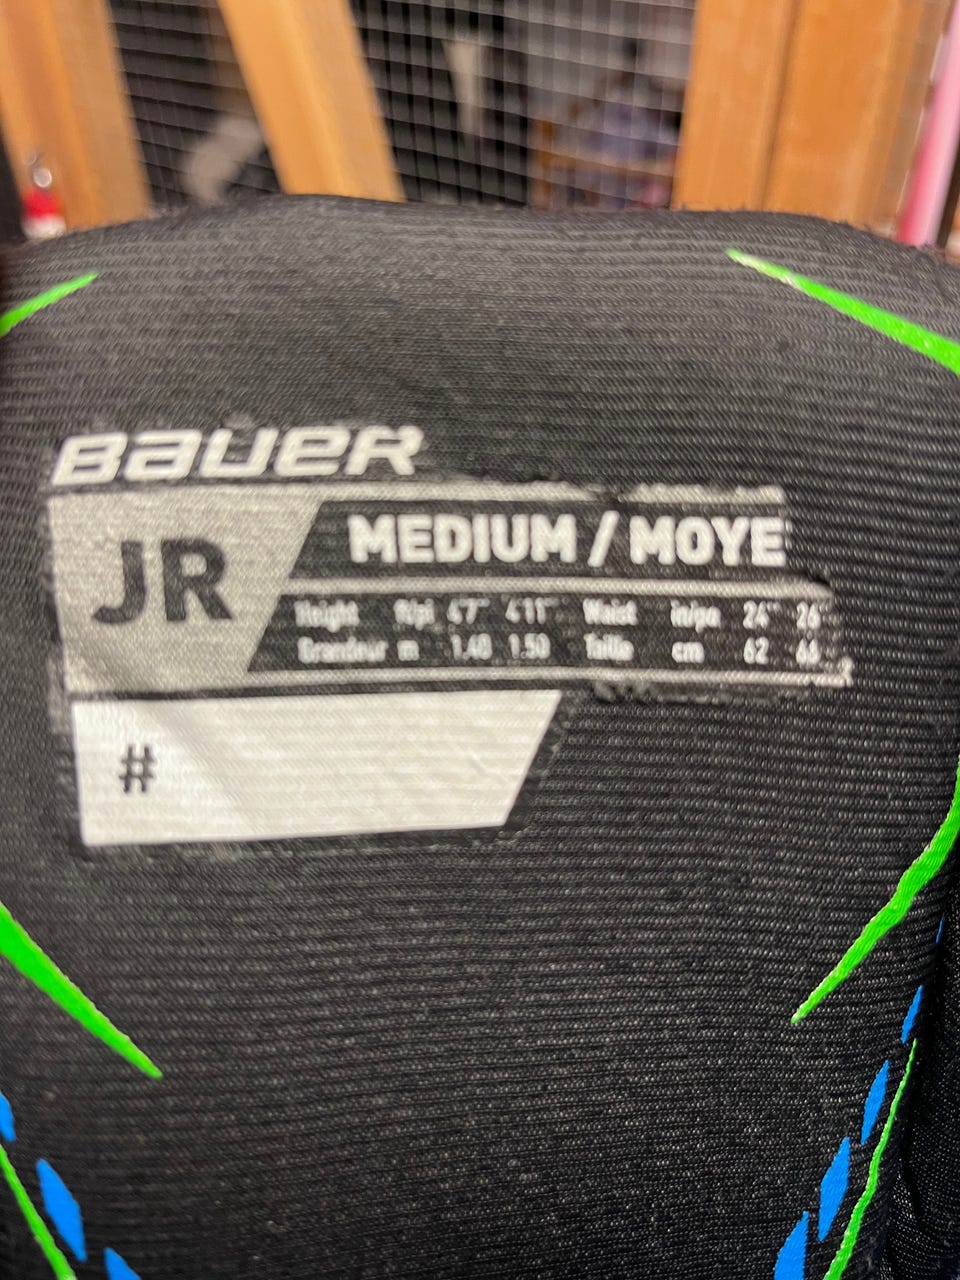 BAUER
JR
MEDIUM / MOYE
Height ft/pi 4'7" 4'11" Waist in/po 24" 26"
Grandeur m 1.40 1.50 Taille cm 62 66
#